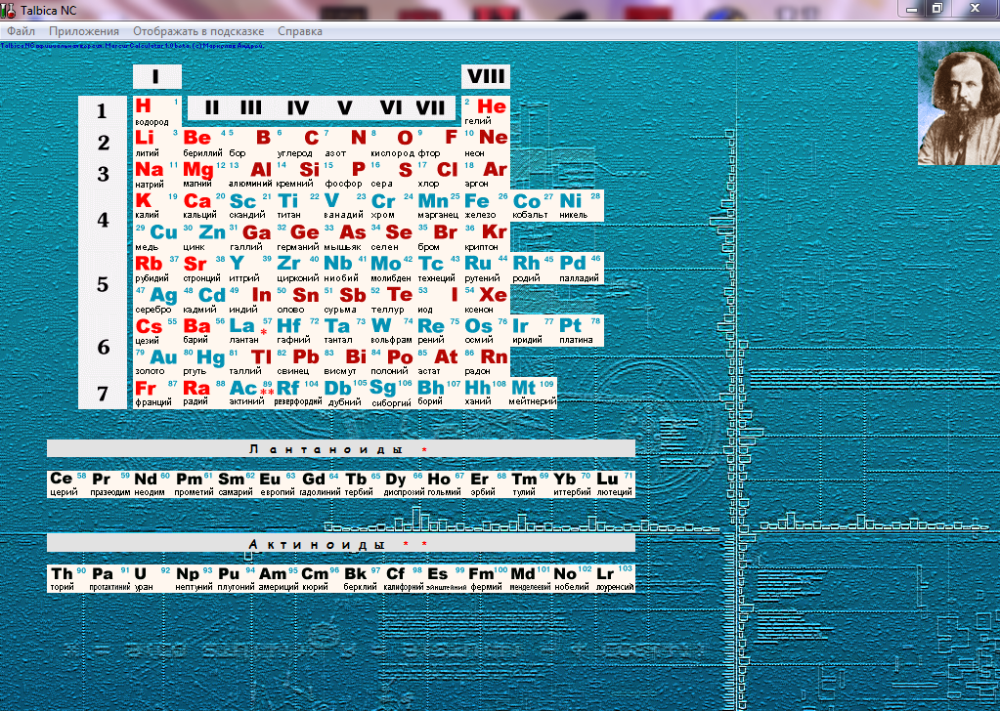 Talbica NC
Файл Приложения Отображать в подсказке Справка
I VIII
1 H 1 II III IV V VI VII 2 He
водород гелий
2 Li 3 Be 4 5 B 6 C 7 N 8 O 9 F 10 Ne
литий бериллий бор углерод азот кислород фтор неон
3 Na 11 Mg 12 13 Al 14 Si 15 P 16 S 17 Cl 18 Ar
натрий магний алюминий кремний фосфор сера хлор аргон
4 K 19 Ca 20 Sc 21 Ti 22 V 23 Cr 24 Mn 25 Fe 26 Co 27 Ni 28
калий кальций скандий титан ванадий хром марганец железо кобальт никель
29 Cu 30 Zn 31 Ga 32 Ge 33 As 34 Se 35 Br 36 Kr
медь цинк галлий германий мышьяк селен бром криптон
5 Rb 37 Sr 38 Y 39 Zr 40 Nb 41 Mo 42 Tc 43 Ru 44 Rh 45 Pd 46
рубидий стронций иттрий цирконий ниобий молибден технеций рутений родий палладий
47 Ag 48 Cd 49 In 50 Sn 51 Sb 52 Te 53 I 54 Xe
серебро кадмий индий олово сурьма теллур иод ксенон
6 Cs 55 Ba 56 La 57 * Hf 72 Ta 73 W 74 Re 75 Os 76 Ir 77 Pt 78
цезий барий лантан гафний тантал вольфрам рений осмий иридий платина
79 Au 80 Hg 81 Tl 82 Pb 83 Bi 84 Po 85 At 86 Rn
золото ртуть таллий свинец висмут полоний астат радон
7 Fr 87 Ra 88 Ac 89 ** Rf 104 Db 105 Sg 106 Bh 107 Hh 108 Mt 109
франций радий актиний резерфордий дубний сиборгий борий ханий мейтнерий
Лантаноиды *
Ce 58 Pr 59 Nd 60 Pm 61 Sm 62 Eu 63 Gd 64 Tb 65 Dy 66 Ho 67 Er 68 Tm 69 Yb 70 Lu 71
церий празеодим неодим прометий самарий европий гадолиний тербий диспрозий гольмий эрбий тулий иттербий лютеций
Актиноиды * *
Th 90 Pa 91 U 92 Np 93 Pu 94 Am 95 Cm 96 Bk 97 Cf 98 Es 99 Fm 100 Md 101 No 102 Lr 103
торий протактиний уран нептуний плутоний америций кюрий берклий калифорний эйнштейний фермий менделевий нобелий лоуренсий